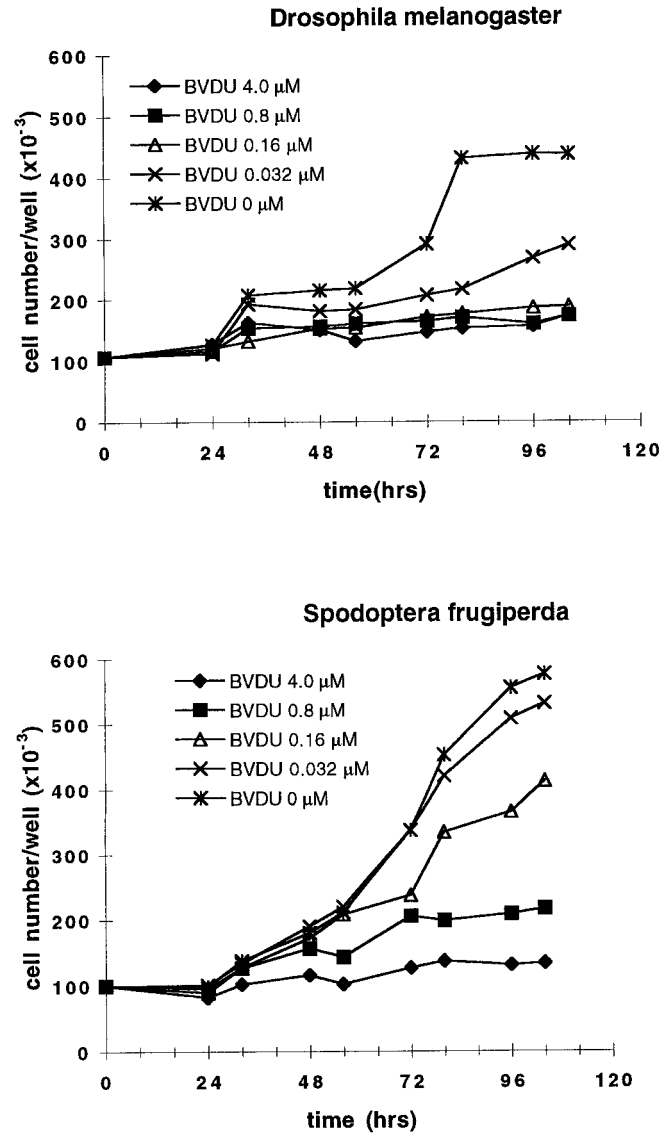 Drosophila melanogaster
600
500
400
300
200
100
0
cell number/well (x10⁻³)
BVDU 4.0 µM
BVDU 0.8 µM
BVDU 0.16 µM
BVDU 0.032 µM
BVDU 0 µM
0 24 48 72 96 120
time(hrs)
Spodoptera frugiperda
600
500
400
300
200
100
0
cell number/well (x10⁻³)
BVDU 4.0 µM
BVDU 0.8 µM
BVDU 0.16 µM
BVDU 0.032 µM
BVDU 0 µM
0 24 48 72 96 120
time (hrs)